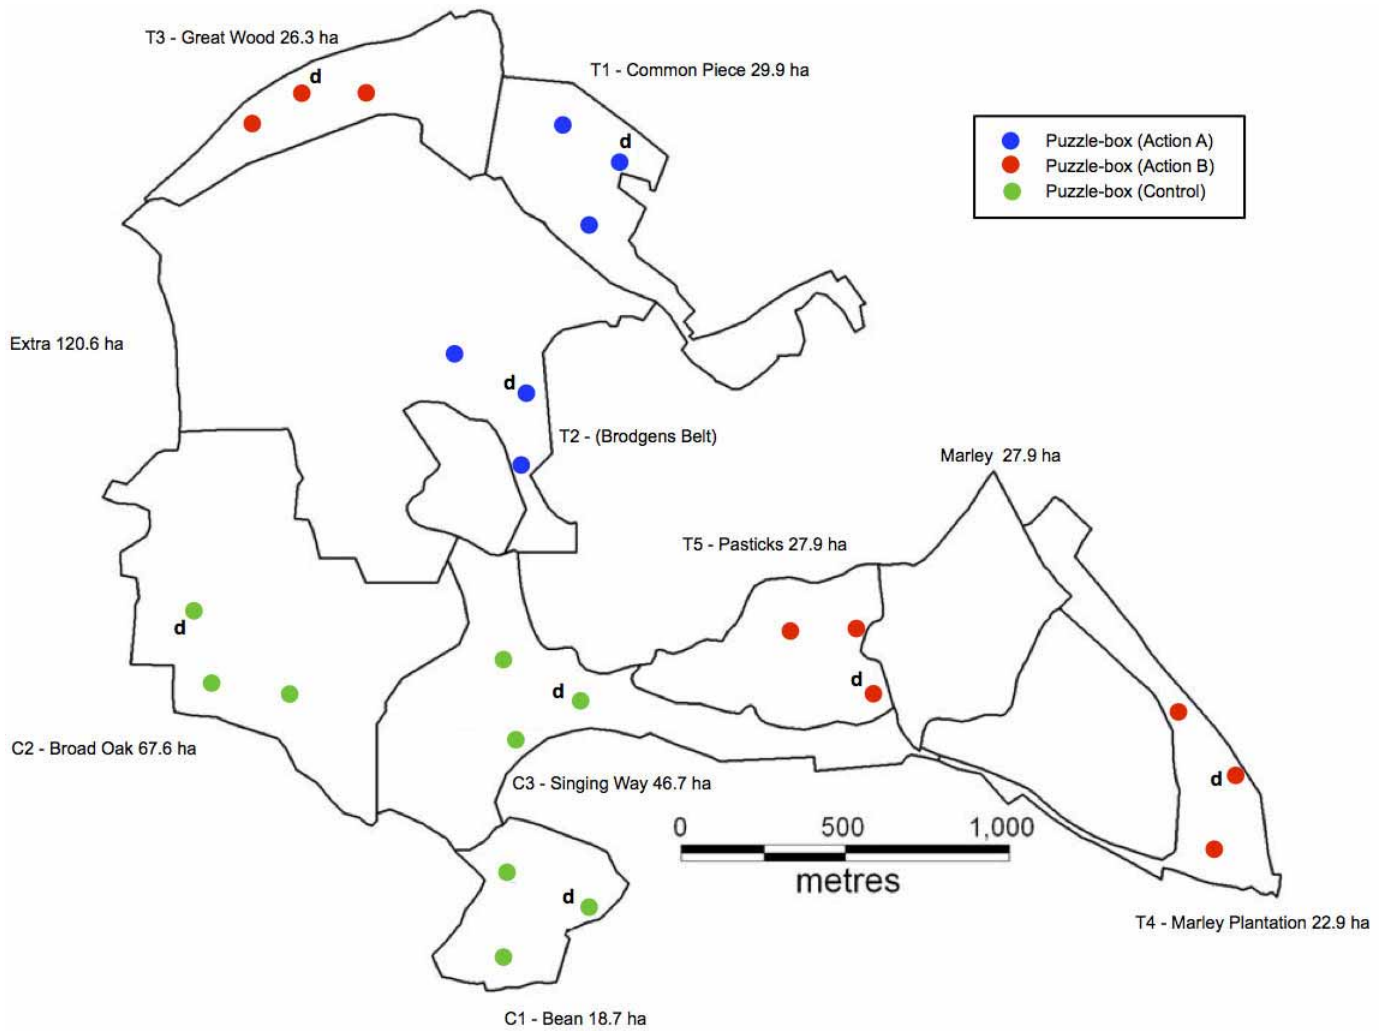 T3 - Great Wood 26.3 ha
d
T1 - Common Piece 29.9 ha
d
Puzzle-box (Action A)
Puzzle-box (Action B)
Puzzle-box (Control)
Extra 120.6 ha
d
T2 - (Brodgens Belt)
Marley 27.9 ha
T5 - Pasticks 27.9 ha
d
d
d
C2 - Broad Oak 67.6 ha
C3 - Singing Way 46.7 ha
d
0 500 1,000
metres
d
T4 - Marley Plantation 22.9 ha
C1 - Bean 18.7 ha